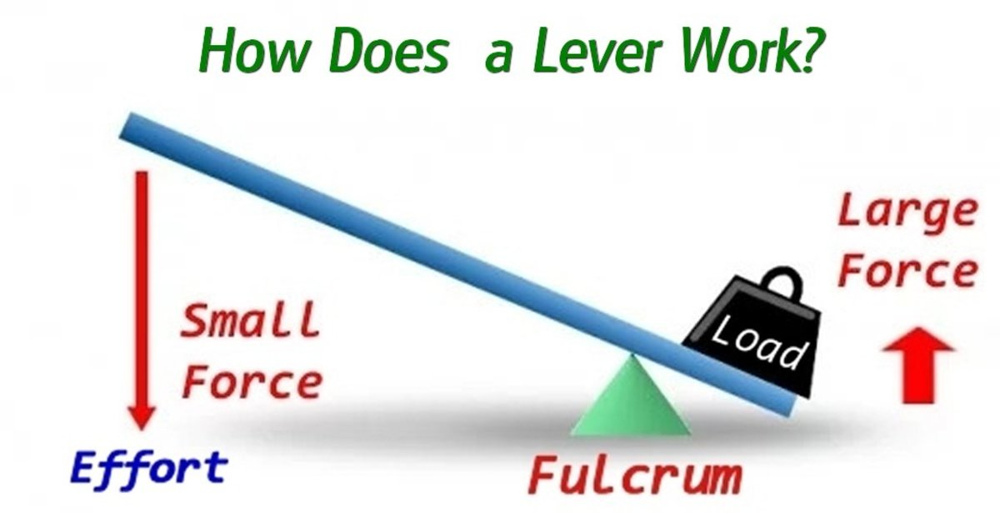 How Does a Lever Work?
Large
Force
Load
Small
Force
Effort
Fulcrum